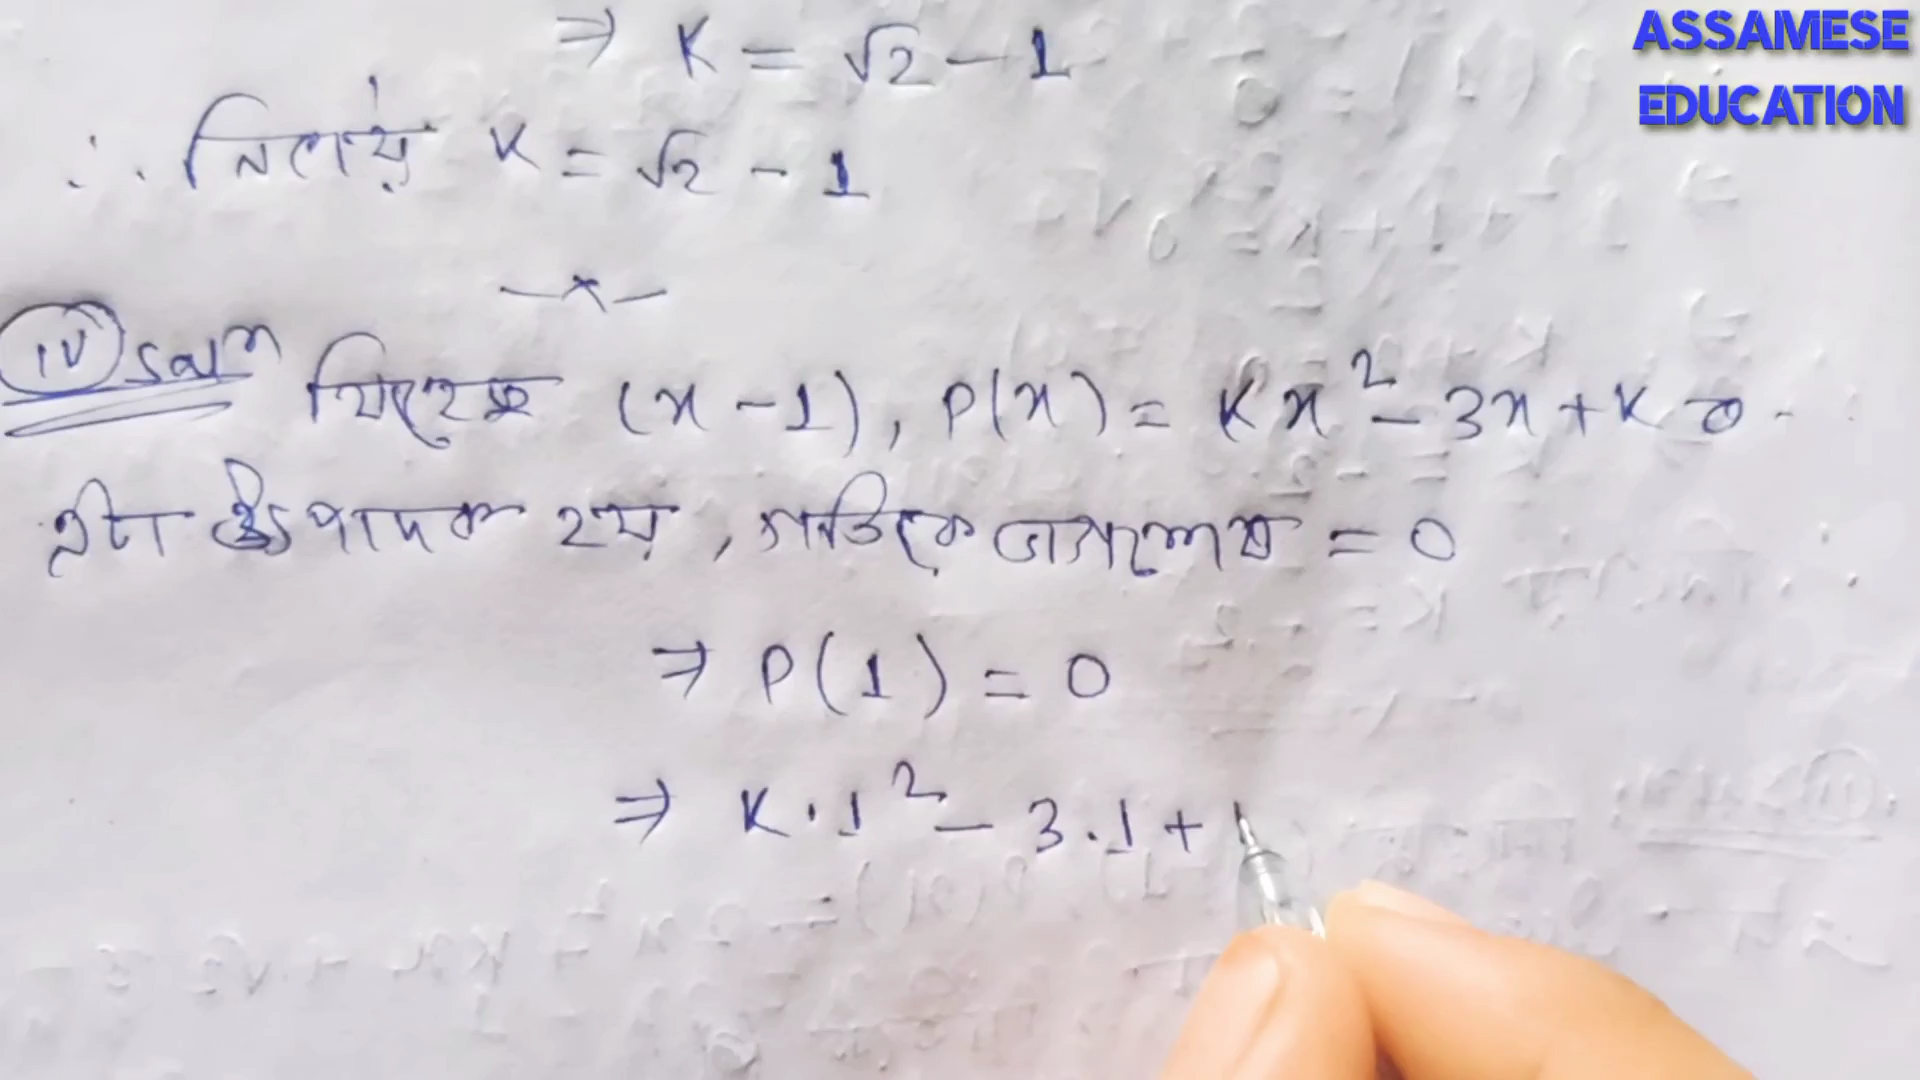 ⇒ K = √2 - 1
∴ নিৰ্ণেয় K = √2 - 1
—x—
(iv) Solⁿ যিহেতু (x - 1), P(x) = Kx² - 3x + K ৰ
এটা উৎপাদক হয়, গতিকে = 0
⇒ P(1) = 0
⇒ K·1² - 3·1 +
ASSAMESE
EDUCATION